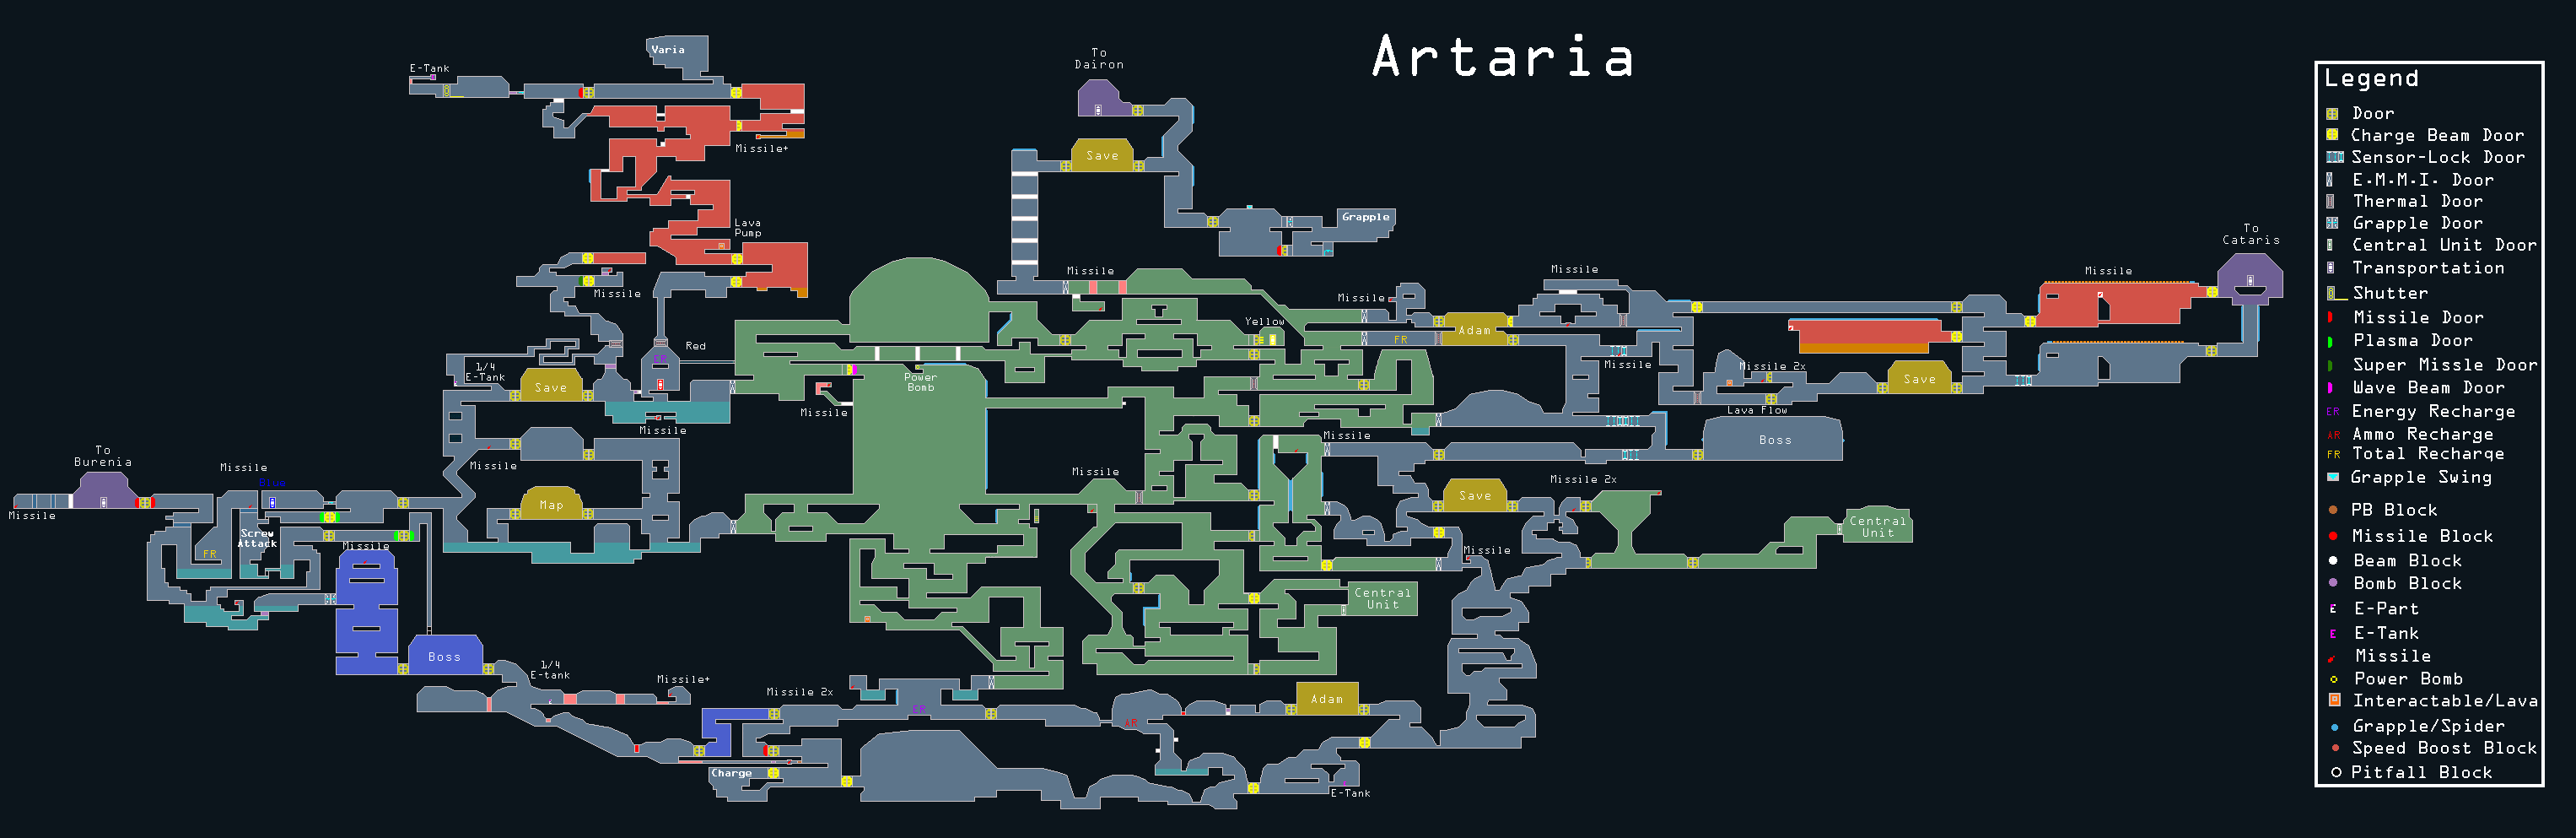 Artaria
Varia
E-Tank
Missile+
Lava
Pump
Missile
Red
ER
1/4
E-Tank
Save
Missile
Missile
Map
To
Burenia
Missile
Missile
Blue
FR
Screw
Attack
Missile
Boss
1/4
E-tank
Missile+
Missile 2x
ER
Charge
To
Dairon
Save
Grapple
Missile
Yellow
Power
Bomb
Missile
Missile
Missile
Missile
FR
Adam
Missile
Missile
Missile 2x
Lava Flow
Save
Boss
Missile
To
Cataris
Missile
Save
Missile 2x
Missile
Central
Unit
Central
Unit
AR
Adam
E-Tank
Legend
Door
Charge Beam Door
Sensor-Lock Door
E.M.M.I. Door
Thermal Door
Grapple Door
Central Unit Door
Transportation
Shutter
Missile Door
Plasma Door
Super Missle Door
Wave Beam Door
ER Energy Recharge
AR Ammo Recharge
FR Total Recharge
Grapple Swing
PB Block
Missile Block
Beam Block
Bomb Block
E-Part
E E-Tank
Missile
Power Bomb
Interactable/Lava
Grapple/Spider
Speed Boost Block
Pitfall Block